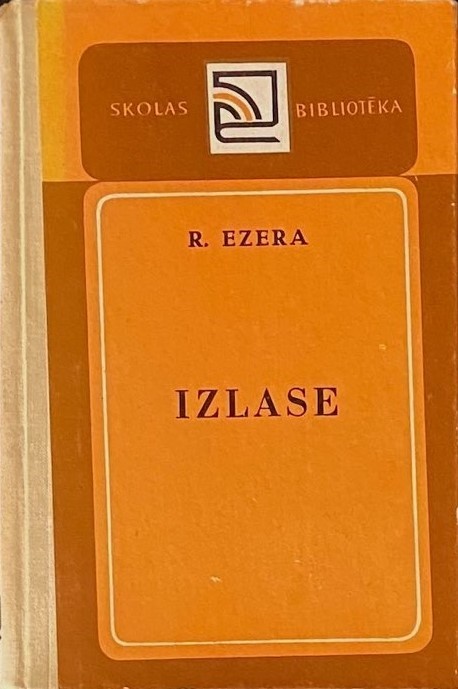 SKOLAS BIBLIOTĒKA
R. EZERA
IZLASE